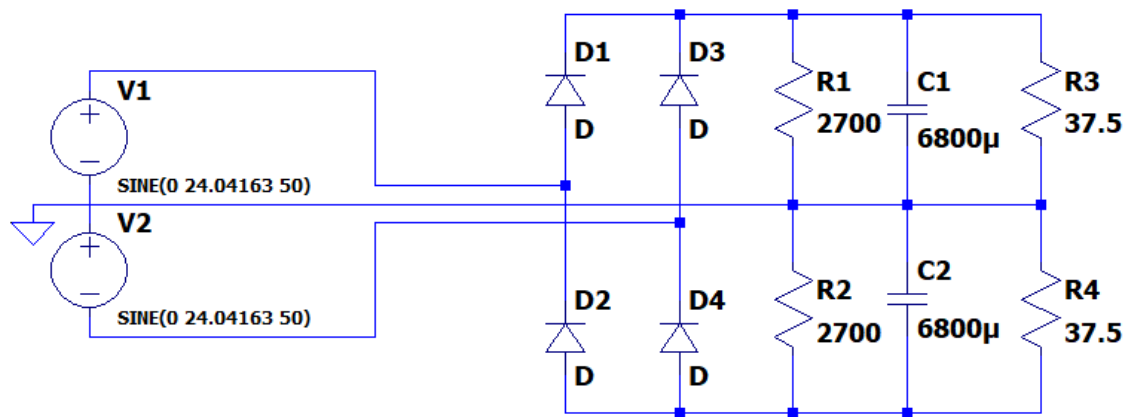 V1
SINE(0 24.04163 50)
V2
SINE(0 24.04163 50)
D1
D
D3
D
R1
2700
C1
6800µ
R3
37.5
D2
D
D4
D
R2
2700
C2
6800µ
R4
37.5